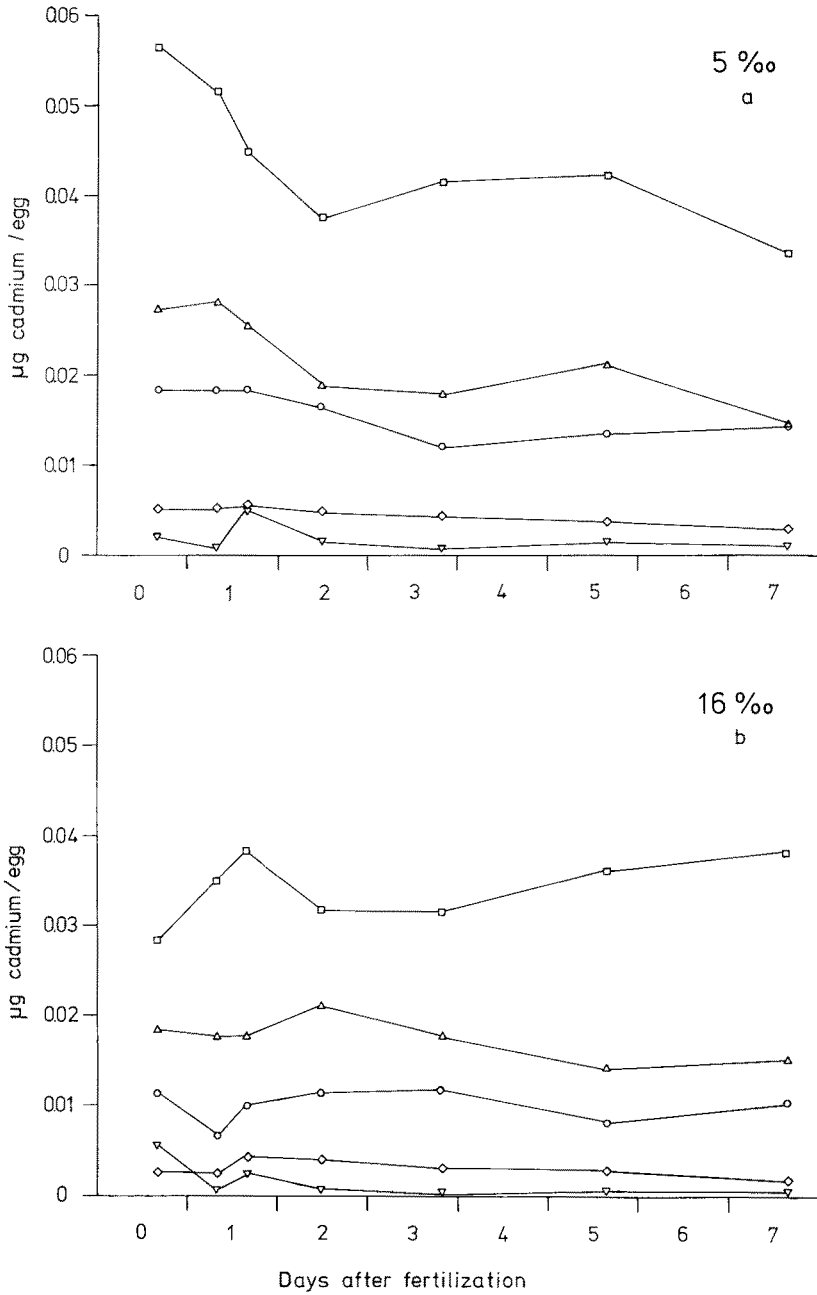 0.06
0.05
0.04
0.03
0.02
0.01
0
µg cadmium /egg
5 ‰
a
0 1 2 3 4 5 6 7
0.06
0.05
0.04
0.03
0.02
0.01
0
µg cadmium/egg
16 ‰
b
0 1 2 3 4 5 6 7
Days after fertilization